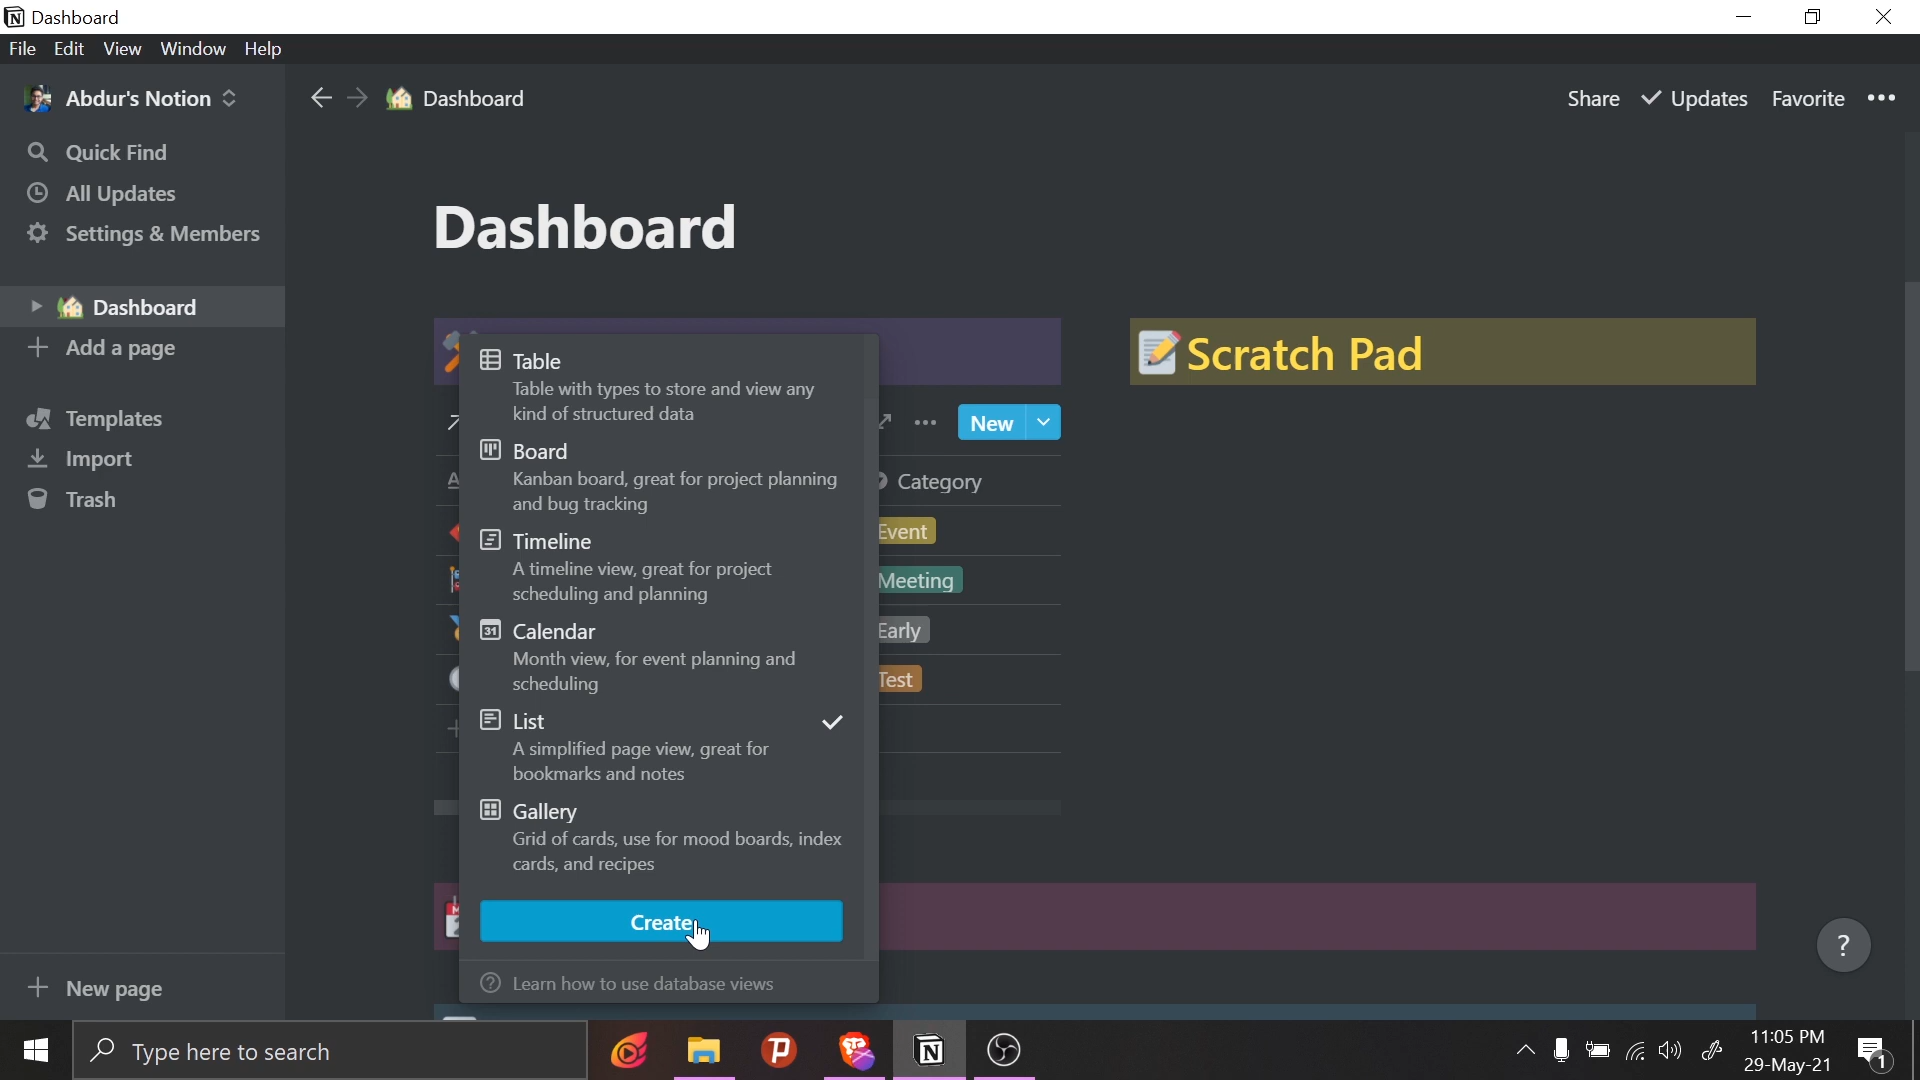 Dashboard
File Edit View Window Help
Abdur's Notion
Dashboard
Share Updates Favorite
Quick Find
All Updates
Settings & Members
Dashboard
Add a page
Templates
Import
Trash
New page
Dashboard
Scratch Pad
New
Category
Event
Meeting
Early
Test
Table
Table with types to store and view any
kind of structured data
Board
Kanban board, great for project planning
and bug tracking
Timeline
A timeline view, great for project
scheduling and planning
31 Calendar
Month view, for event planning and
scheduling
List
A simplified page view, great for
bookmarks and notes
Gallery
Grid of cards, use for mood boards, index
cards, and recipes
Create
Learn how to use database views
?
Type here to search
11:05 PM
29-May-21
1